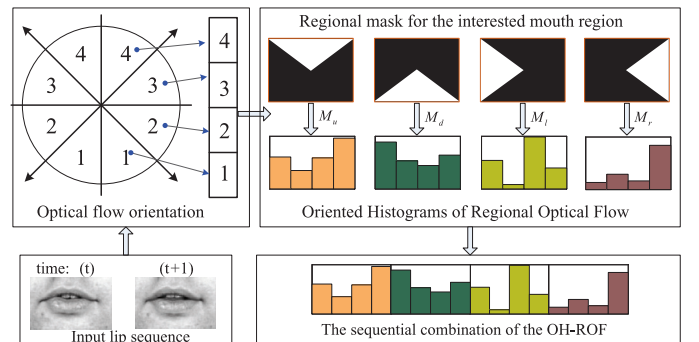 4 4
3 3
2 2
1 1
4
3
2
1
Optical flow orientation
Regional mask for the interested mouth region
M_u M_d M_l M_r
Oriented Histograms of Regional Optical Flow
time: (t) (t+1)
Input lip sequence
The sequential combination of the OH-ROF